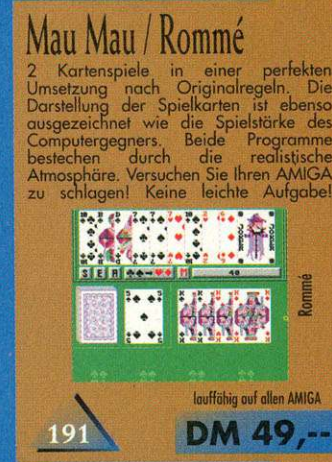 Mau Mau / Rommé
2 Kartenspiele in einer perfekten
Umsetzung nach Originalregeln. Die
Darstellung der Spielkarten ist ebenso
ausgezeichnet wie die Spielstärke des
Computergegners. Beide Programme
bestechen durch die realistische
Atmosphäre. Versuchen Sie Ihren AMIGA
zu schlagen! Keine leichte Aufgabe!
S E A
40
Rommé
lauffähig auf allen AMIGA
191
DM 49,--